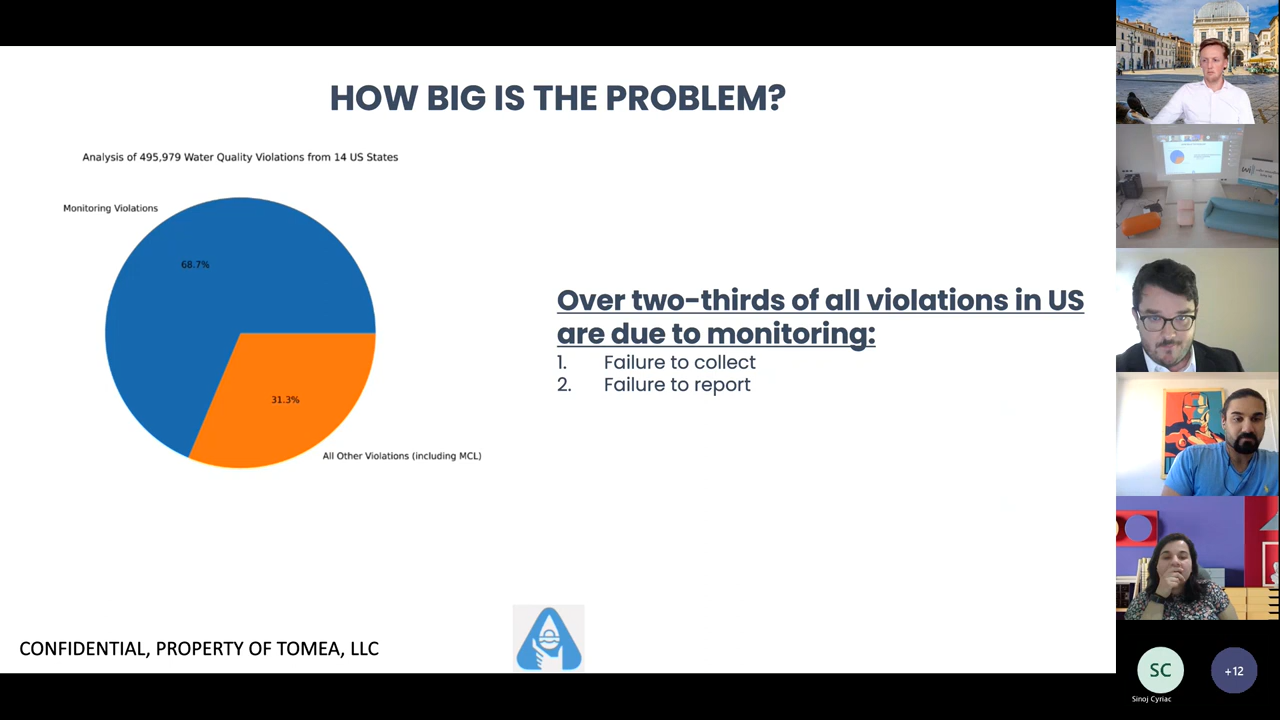 HOW BIG IS THE PROBLEM?
Analysis of 495,979 Water Quality Violations from 14 US States
Monitoring Violations
68.7%
31.3%
All Other Violations (including MCL)
Over two-thirds of all violations in US
are due to monitoring:
1. Failure to collect
2. Failure to report
CONFIDENTIAL, PROPERTY OF TOMEA, LLC
SC
Sinoj Cyriac
+12